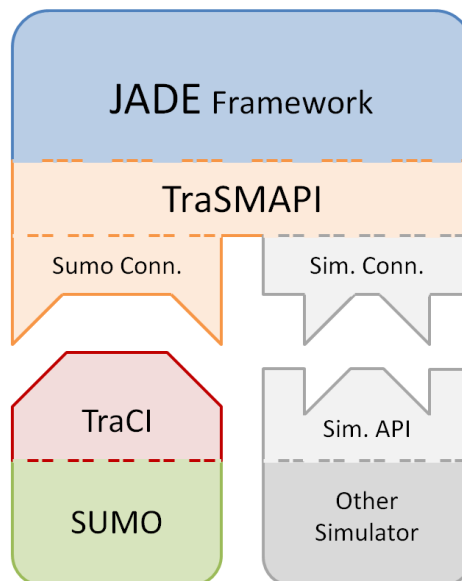 JADE Framework
TraSMAPI
Sumo Conn.
Sim. Conn.
TraCI
Sim. API
SUMO
Other
Simulator